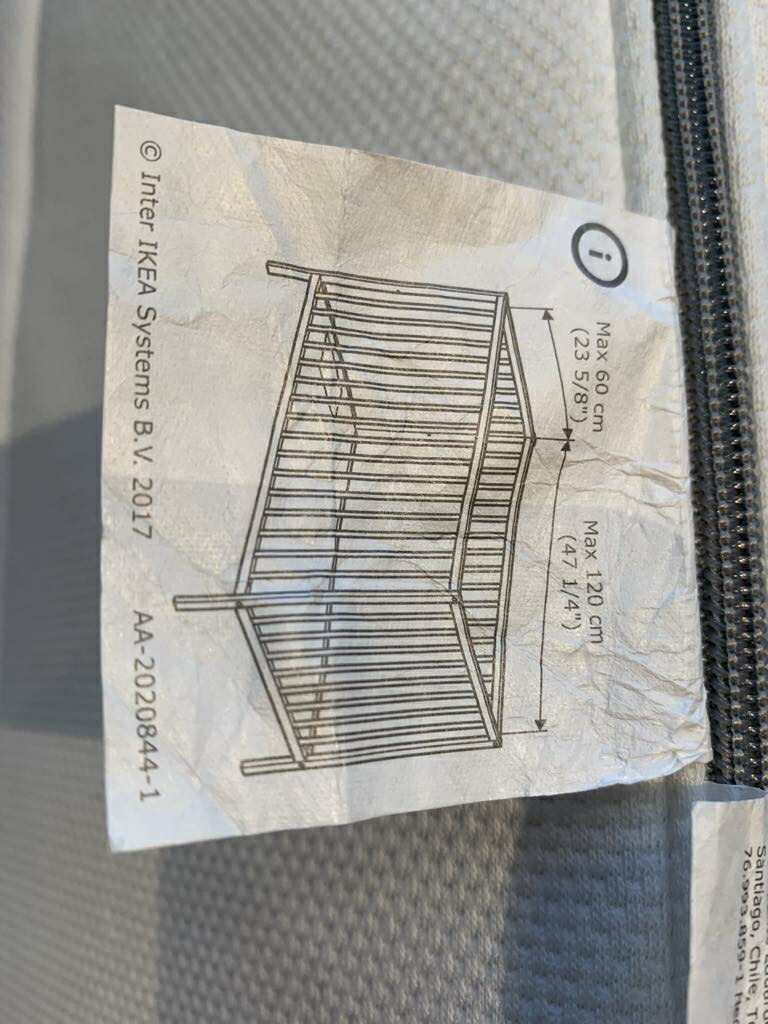 i
Max 60 cm
(23 5/8")
Max 120 cm
(47 1/4")
© Inter IKEA Systems B.V. 2017 AA-2020844-1
Santiago, Chile,
76.993.859-1